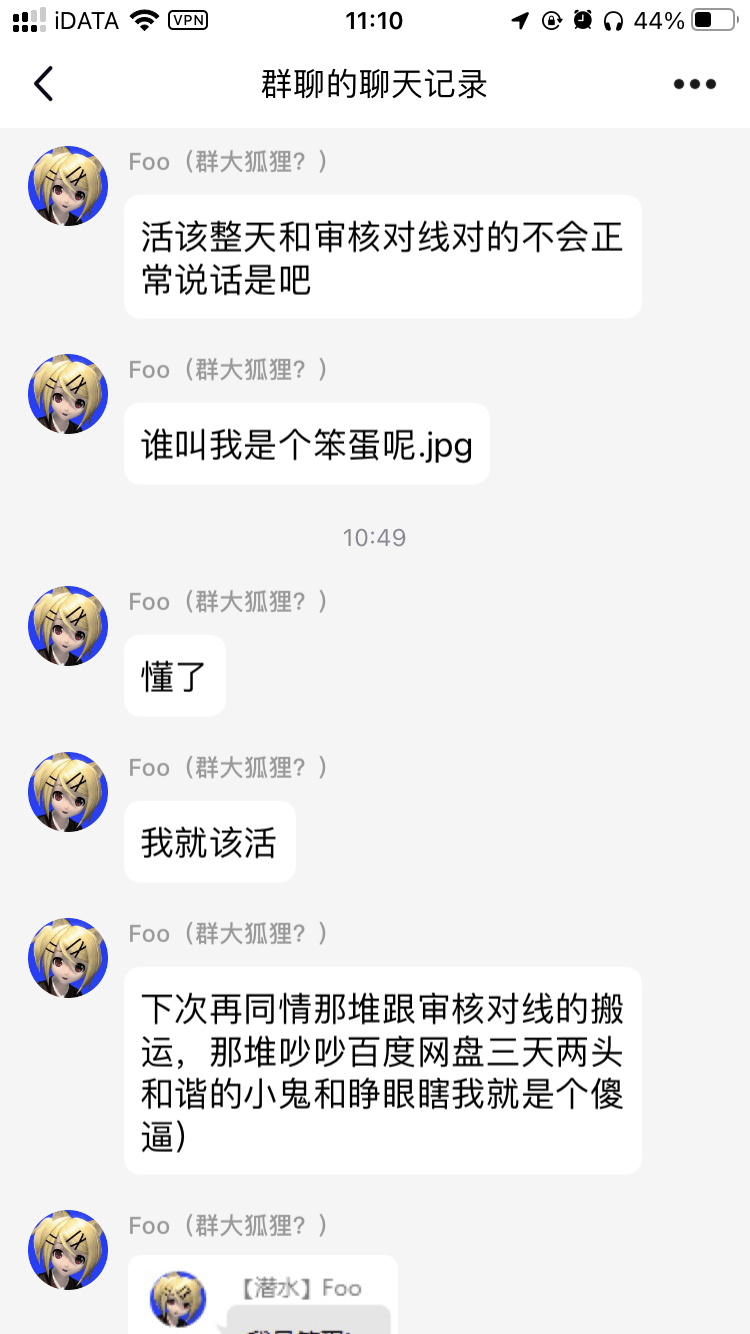 iDATA VPN 11:10 44%
群聊的聊天记录
Foo（群大狐狸？）
活该整天和审核对线对的不会正
常说话是吧
Foo（群大狐狸？）
谁叫我是个笨蛋呢.jpg
10:49
Foo（群大狐狸？）
懂了
Foo（群大狐狸？）
我就该活
Foo（群大狐狸？）
下次再同情那堆跟审核对线的搬
运，那堆吵吵百度网盘三天两头
和谐的小鬼和睁眼瞎我就是个傻
逼)
Foo（群大狐狸？）
【潜水】Foo